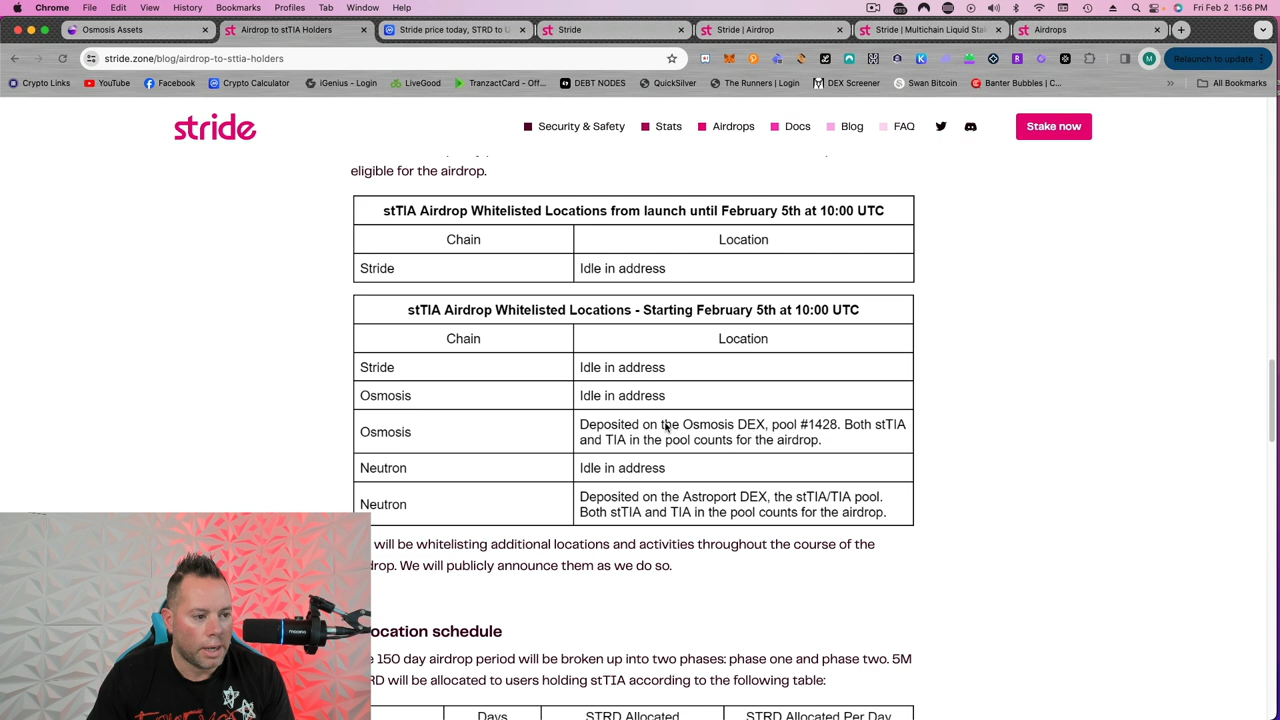 Chrome File Edit View History Bookmarks Profiles Tab Window Help Fri Feb 2 1:56 PM
Osmosis Assets Airdrop to stTIA Holders Stride price today, STRD to U Stride Stride | Airdrop Stride | Multichain Liquid Stak Airdrops
stride.zone/blog/airdrop-to-sttia-holders Relaunch to update
Crypto Links YouTube Facebook Crypto Calculator iGenius - Login LiveGood TranzactCard - Off... DEBT NODES QuickSilver The Runners | Login DEX Screener Swan Bitcoin Banter Bubbles | C... All Bookmarks
stride Security & Safety Stats Airdrops Docs Blog FAQ Stake now
eligible for the airdrop.
stTIA Airdrop Whitelisted Locations from launch until February 5th at 10:00 UTC
Chain Location
Stride Idle in address
stTIA Airdrop Whitelisted Locations - Starting February 5th at 10:00 UTC
Chain Location
Stride Idle in address
Osmosis Idle in address
Osmosis Deposited on the Osmosis DEX, pool #1428. Both stTIA
and TIA in the pool counts for the airdrop.
Neutron Idle in address
Neutron Deposited on the Astroport DEX, the stTIA/TIA pool.
Both stTIA and TIA in the pool counts for the airdrop.
will be whitelisting additional locations and activities throughout the course of the
drop. We will publicly announce them as we do so.
ocation schedule
150 day airdrop period will be broken up into two phases: phase one and phase two. 5M
RD will be allocated to users holding stTIA according to the following table:
Days STRD Allocated STRD Allocated Per Day